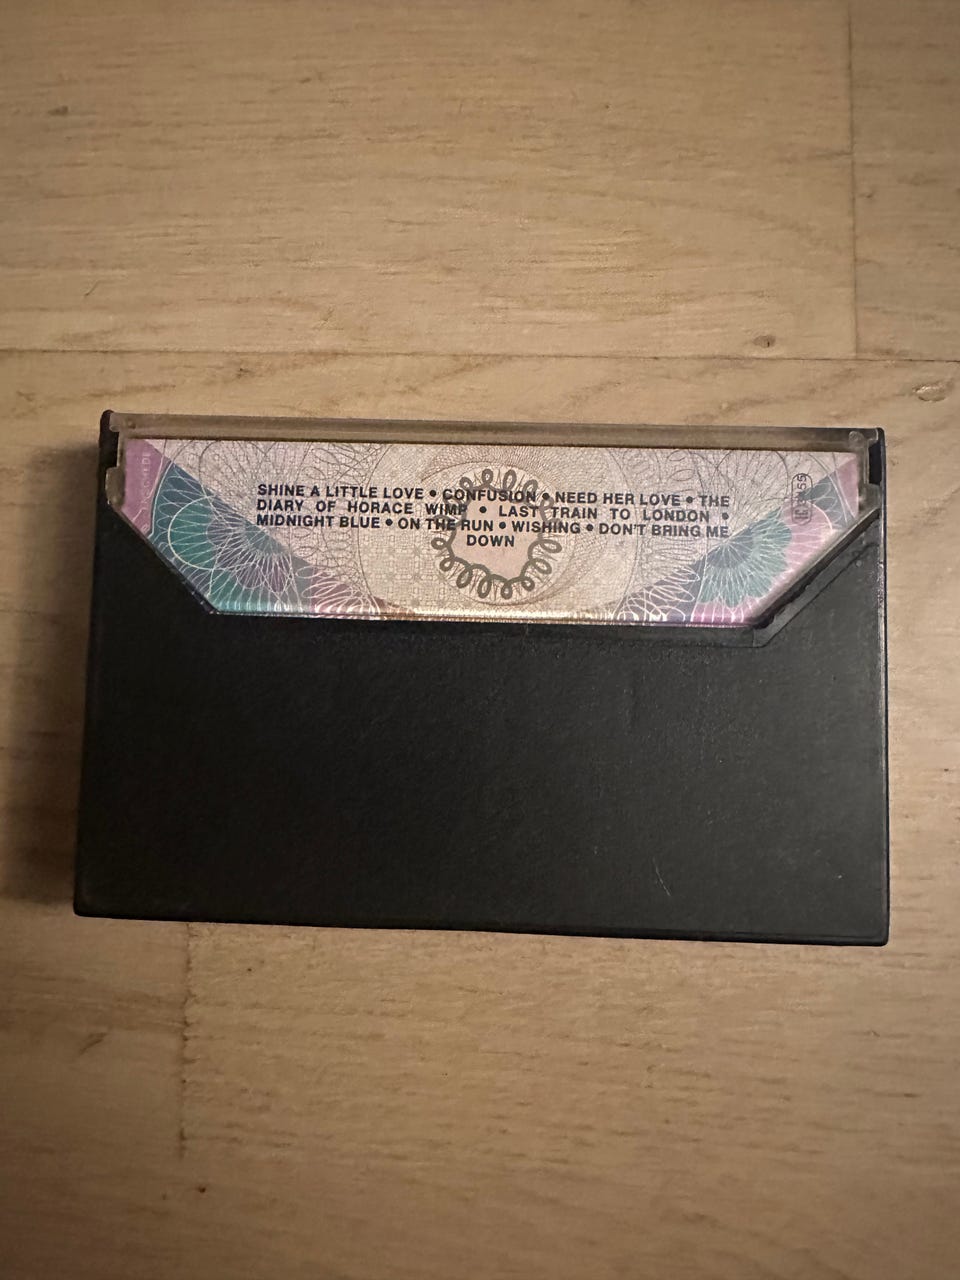 SHINE A LITTLE LOVE • CONFUSION • NEED HER LOVE • THE
DIARY OF HORACE WIMP • LAST TRAIN TO LONDON •
MIDNIGHT BLUE • ON THE RUN • WISHING • DON'T BRING ME
DOWN